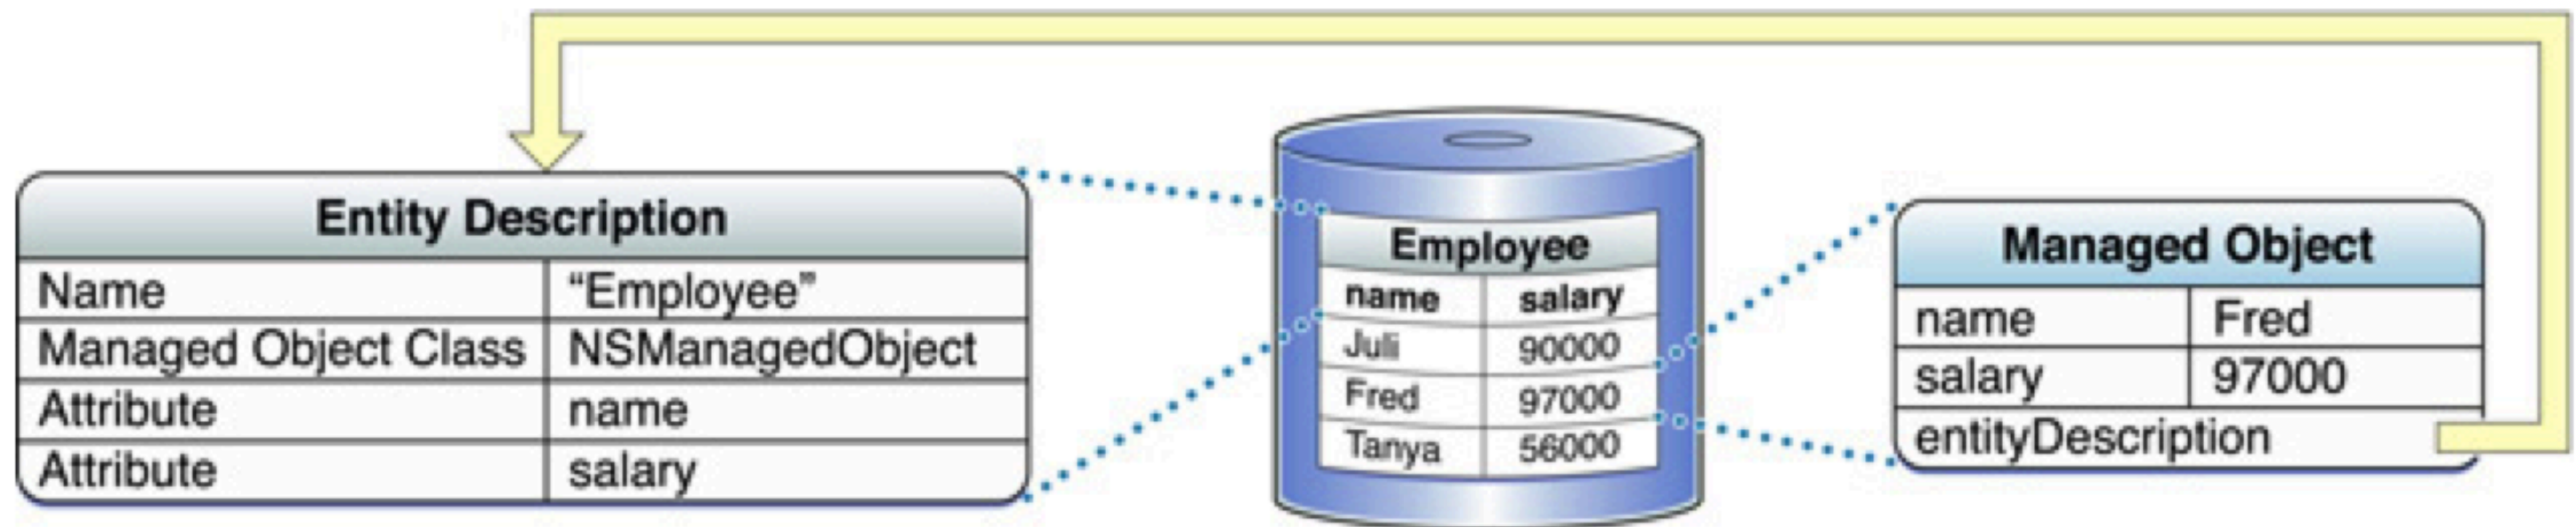 Entity Description
Name “Employee”
Managed Object Class NSManagedObject
Attribute name
Attribute salary
Employee
name salary
Juli 90000
Fred 97000
Tanya 56000
Managed Object
name Fred
salary 97000
entityDescription